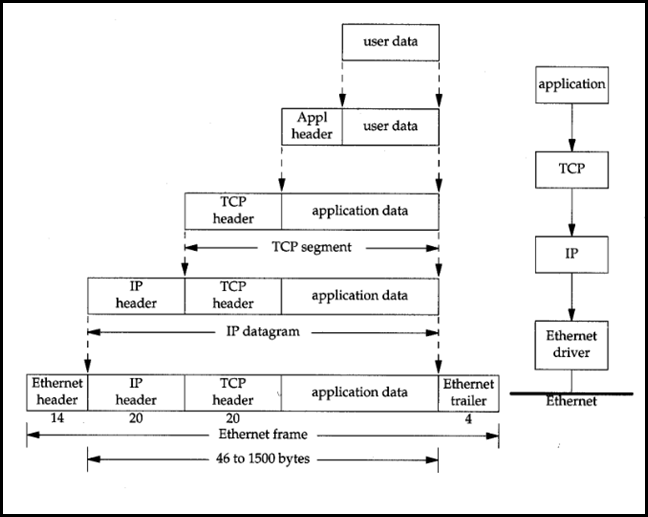 user data
application
Appl
header
user data
TCP
TCP
header
application data
TCP segment
IP
IP
header
TCP
header
application data
IP datagram
Ethernet
driver
Ethernet
header
IP
header
TCP
header
application data
Ethernet
trailer
Ethernet
14
20
20
4
Ethernet frame
46 to 1500 bytes